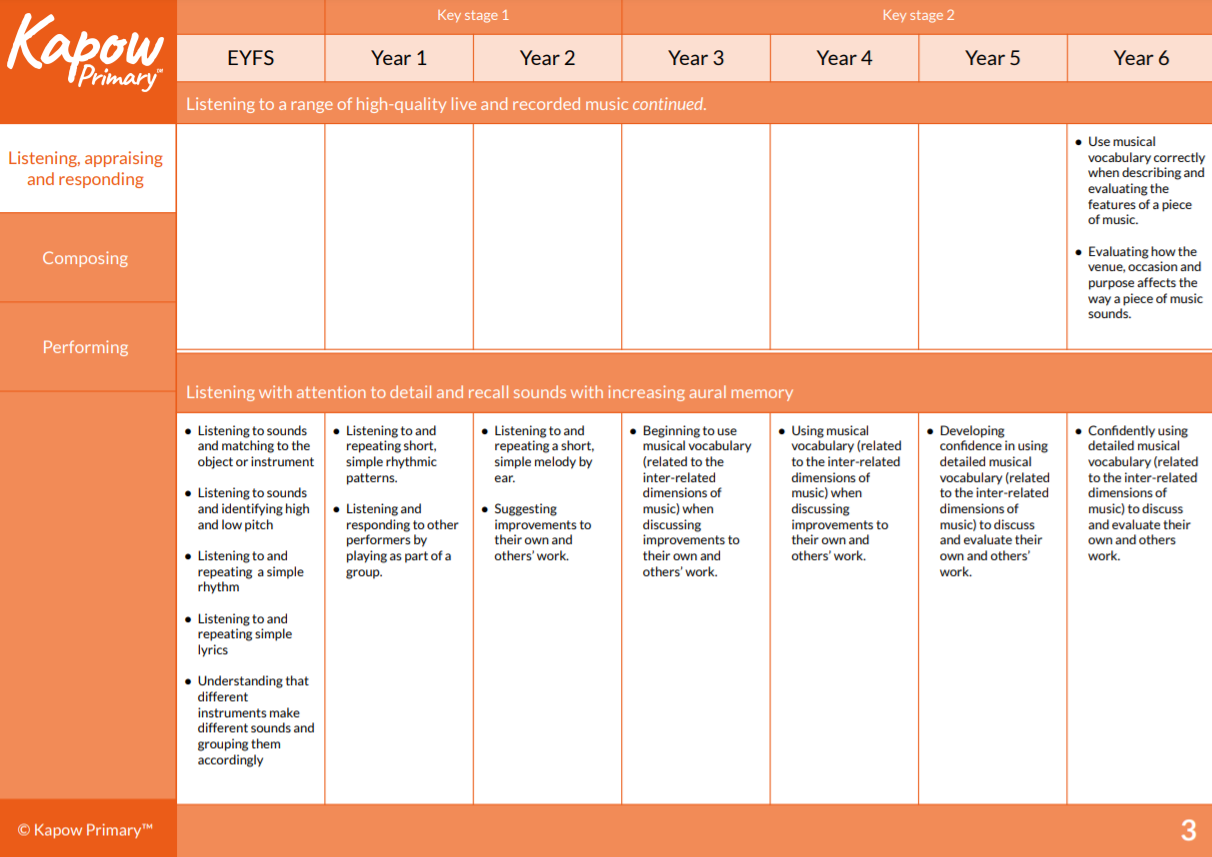 Kapow
Primary™
Key stage 1
Key stage 2
EYFS
Year 1
Year 2
Year 3
Year 4
Year 5
Year 6
Listening to a range of high-quality live and recorded music continued.
Listening, appraising
and responding
Composing
Performing
● Use musical
vocabulary correctly
when describing and
evaluating the
features of a piece
of music.
● Evaluating how the
venue, occasion and
purpose affects the
way a piece of music
sounds.
Listening with attention to detail and recall sounds with increasing aural memory
● Listening to sounds
and matching to the
object or instrument
● Listening to sounds
and identifying high
and low pitch
● Listening to and
repeating a simple
rhythm
● Listening to and
repeating simple
lyrics
● Understanding that
different
instruments make
different sounds and
grouping them
accordingly
● Listening to and
repeating short,
simple rhythmic
patterns.
● Listening and
responding to other
performers by
playing as part of a
group.
● Listening to and
repeating a short,
simple melody by
ear.
● Suggesting
improvements to
their own and
others’ work.
● Beginning to use
musical vocabulary
(related to the
inter-related
dimensions of
music) when
discussing
improvements to
their own and
others’ work.
● Using musical
vocabulary (related
to the inter-related
dimensions of
music) when
discussing
improvements to
their own and
others’ work.
● Developing
confidence in using
detailed musical
vocabulary (related
to the inter-related
dimensions of
music) to discuss
and evaluate their
own and others’
work.
● Confidently using
detailed musical
vocabulary (related
to the inter-related
dimensions of
music) to discuss
and evaluate their
own and others
work.
© Kapow Primary™
3